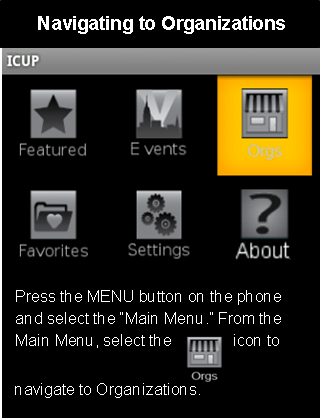 Navigating to Organizations
ICUP
Featured Events Orgs
Favorites Settings About
Press the MENU button on the phone
and select the "Main Menu." From the
Main Menu, select the icon to
Orgs
navigate to Organizations.